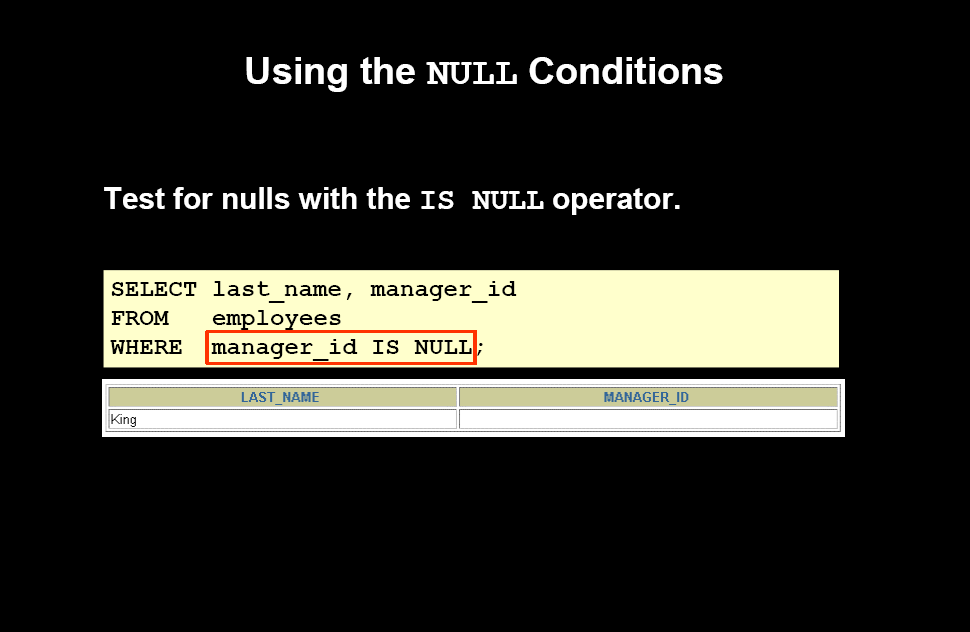 Using the NULL Conditions
Test for nulls with the IS NULL operator.
SELECT last_name, manager_id
FROM   employees
WHERE  manager_id IS NULL;
LAST_NAME MANAGER_ID
King